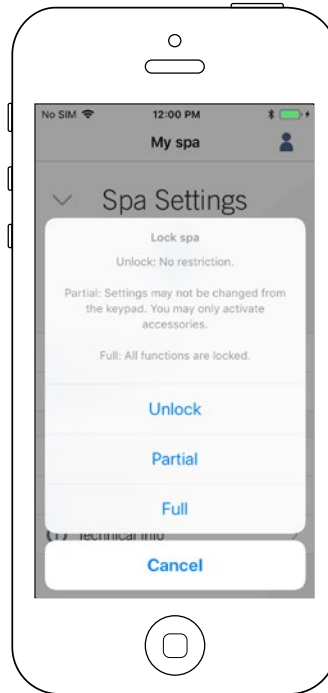 No SIM 12:00 PM
My spa
Spa Settings
Lock spa
Unlock: No restriction.
Partial: Settings may not be changed from
the keypad. You may only activate
accessories.
Full: All functions are locked.
Unlock
Partial
Full
Technical Info
Cancel